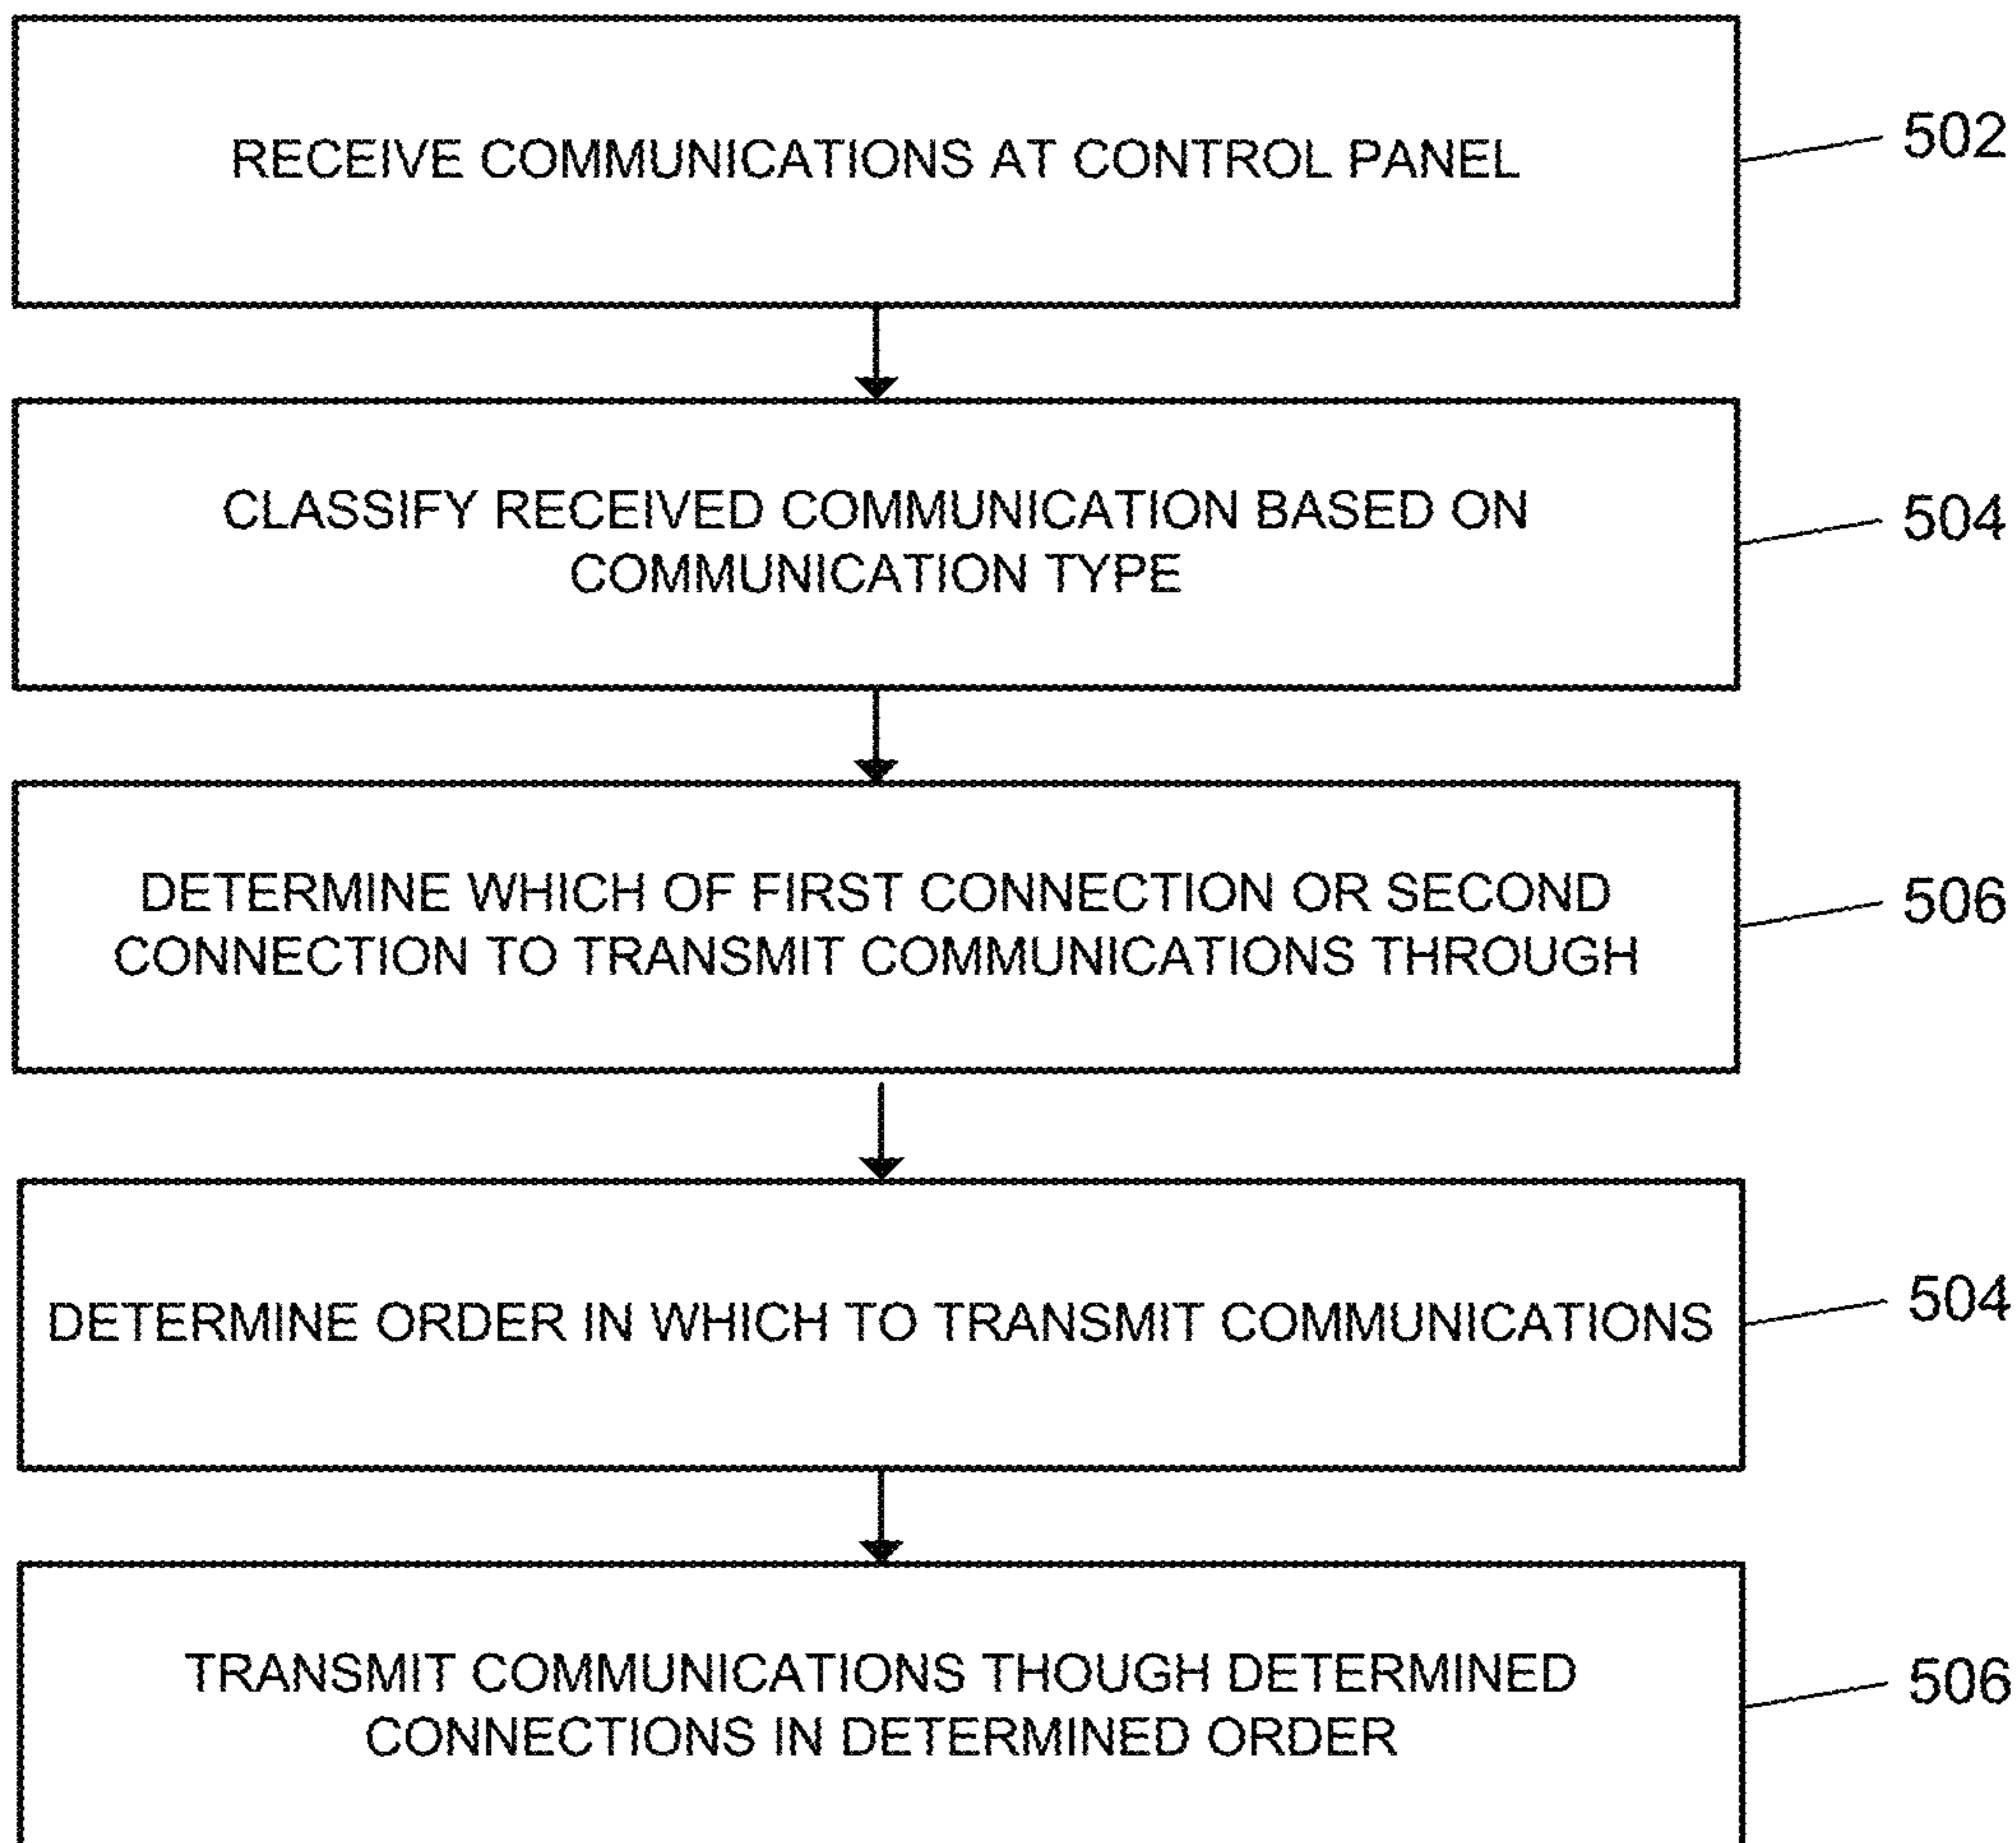 RECEIVE COMMUNICATIONS AT CONTROL PANEL
502
CLASSIFY RECEIVED COMMUNICATION BASED ON
COMMUNICATION TYPE
504
DETERMINE WHICH OF FIRST CONNECTION OR SECOND
CONNECTION TO TRANSMIT COMMUNICATIONS THROUGH
506
DETERMINE ORDER IN WHICH TO TRANSMIT COMMUNICATIONS
504
TRANSMIT COMMUNICATIONS THOUGH DETERMINED
CONNECTIONS IN DETERMINED ORDER
506